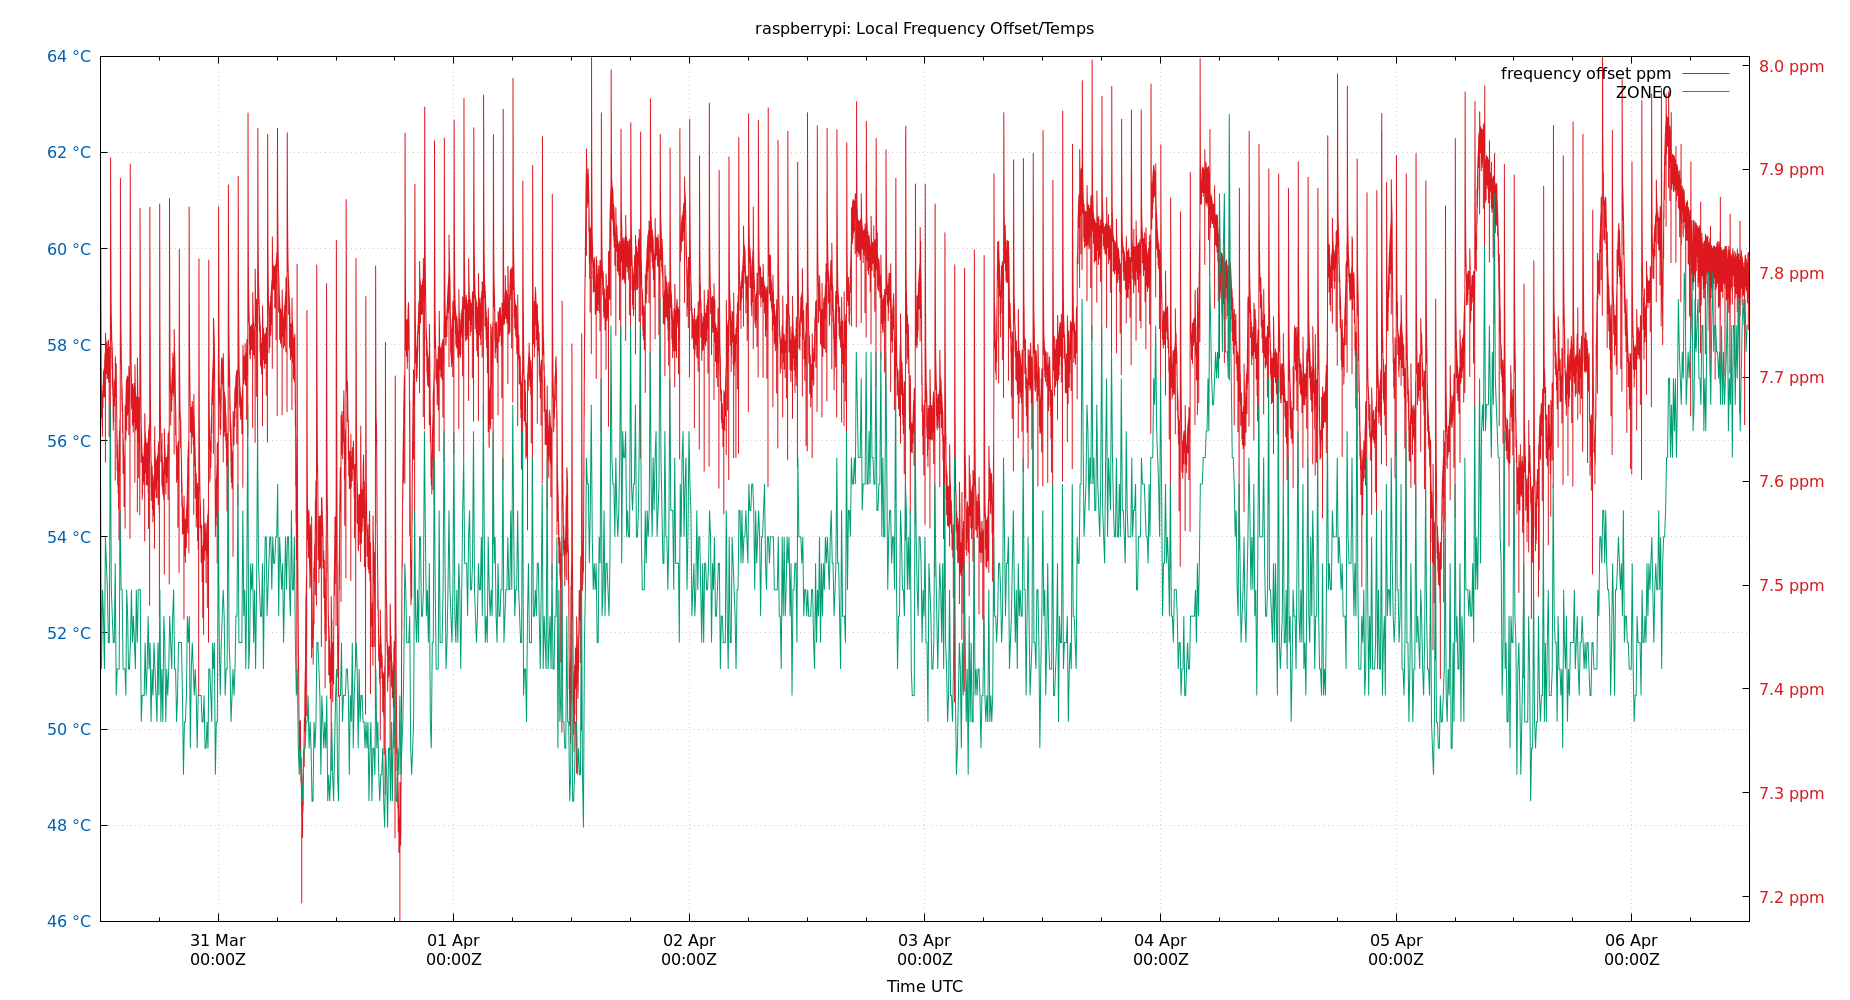 raspberrypi: Local Frequency Offset/Temps
64 °C
62 °C
60 °C
58 °C
56 °C
54 °C
52 °C
50 °C
48 °C
46 °C
8.0 ppm
7.9 ppm
7.8 ppm
7.7 ppm
7.6 ppm
7.5 ppm
7.4 ppm
7.3 ppm
7.2 ppm
frequency offset ppm
ZONE0
31 Mar
00:00Z
01 Apr
00:00Z
02 Apr
00:00Z
03 Apr
00:00Z
04 Apr
00:00Z
05 Apr
00:00Z
06 Apr
00:00Z
Time UTC